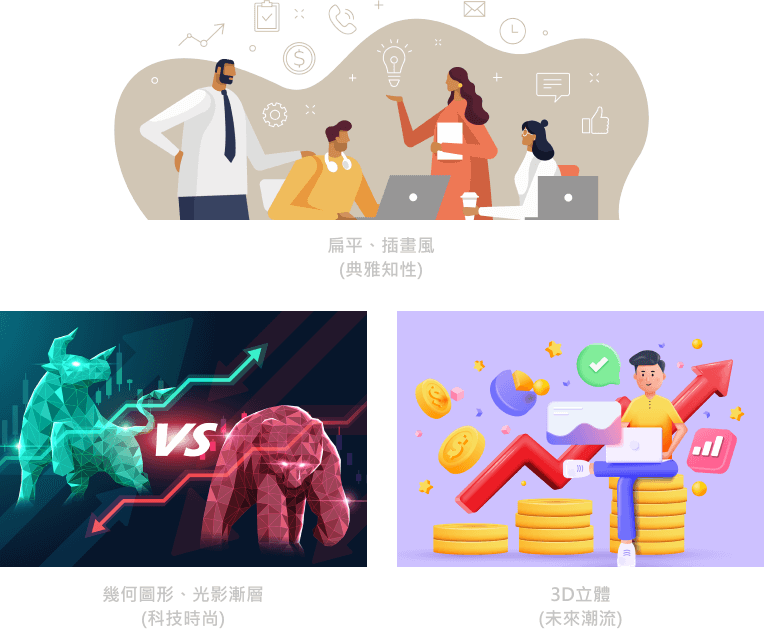 扁平、插畫風
(典雅知性)
VS
幾何圖形、光影漸層
(科技時尚)
3D立體
(未來潮流)